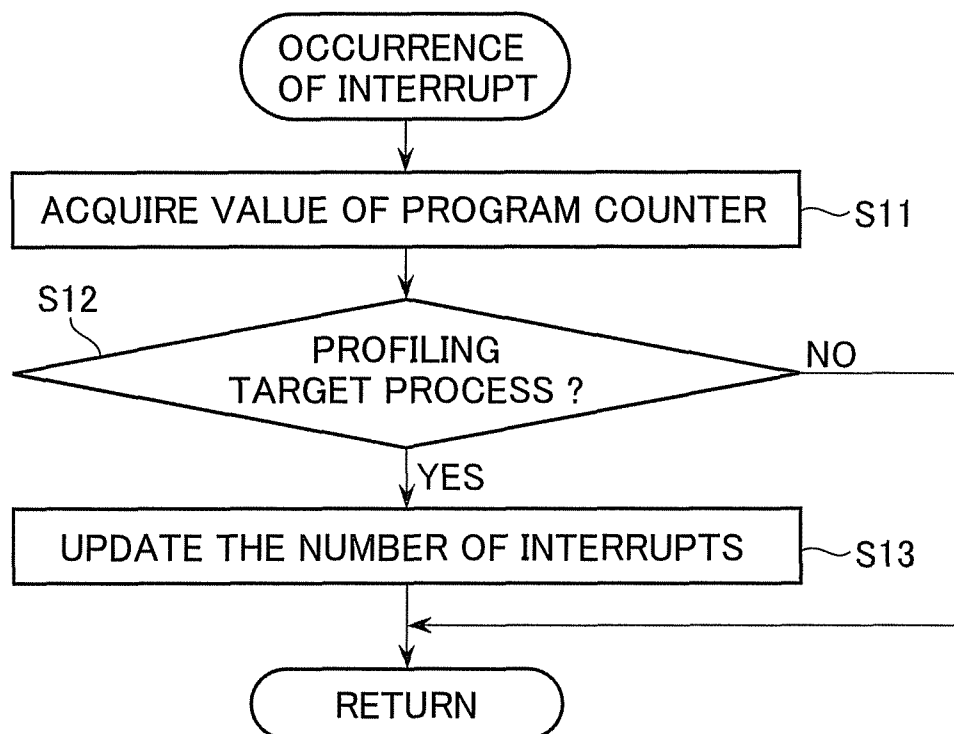 OCCURRENCE
OF INTERRUPT
ACQUIRE VALUE OF PROGRAM COUNTER
S11
S12
PROFILING
TARGET PROCESS ?
NO
YES
UPDATE THE NUMBER OF INTERRUPTS
S13
RETURN